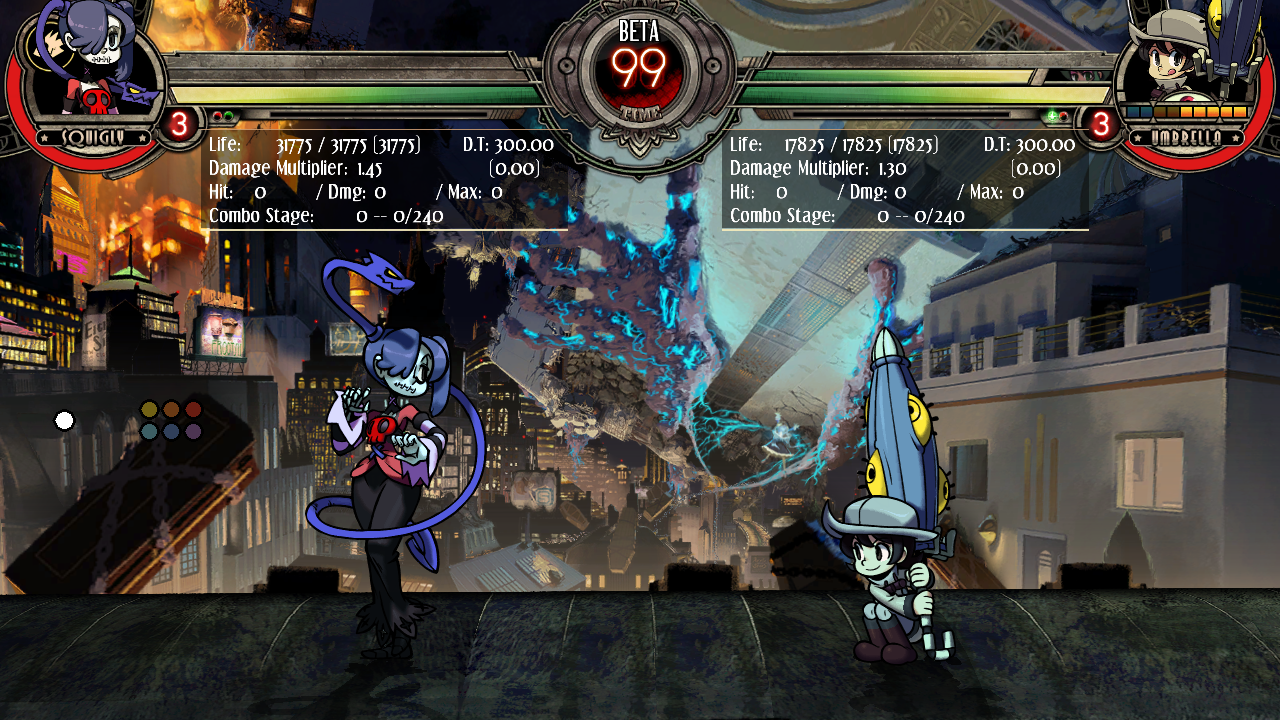 BETA
99
TIME
SQUIGLY
3
3
UMBRELLA
Life: 31775 / 31775 (31775) D.T: 300.00
Damage Multiplier: 1.45 (0.00)
Hit: 0 / Dmg: 0 / Max: 0
Combo Stage: 0 -- 0/240
Life: 17825 / 17825 (17825) D.T: 300.00
Damage Multiplier: 1.30 (0.00)
Hit: 0 / Dmg: 0 / Max: 0
Combo Stage: 0 -- 0/240